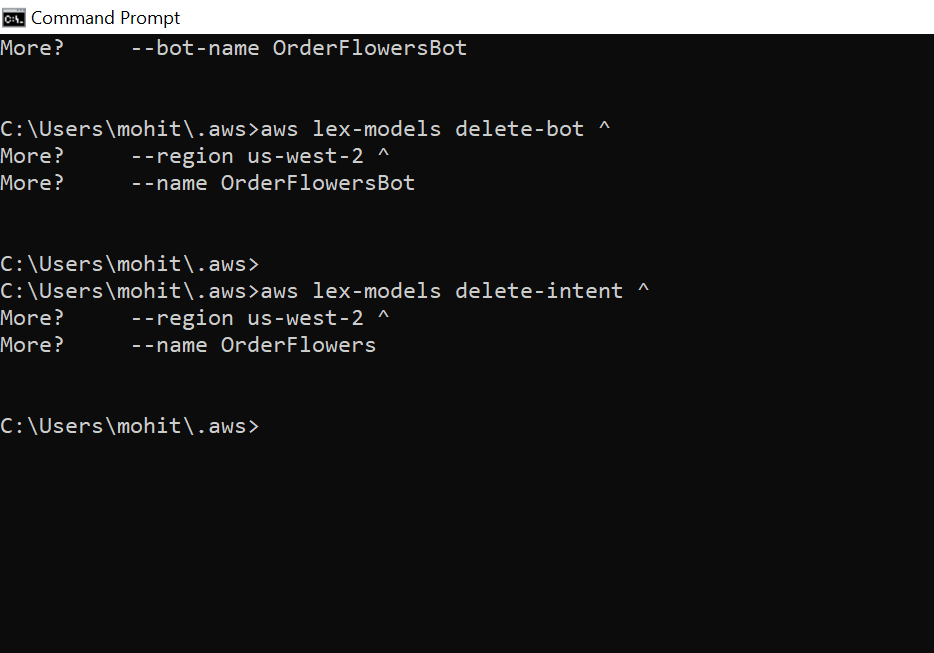 Command Prompt
More?     --bot-name OrderFlowersBot
C:\Users\mohit\.aws>aws lex-models delete-bot ^
More?     --region us-west-2 ^
More?     --name OrderFlowersBot
C:\Users\mohit\.aws>
C:\Users\mohit\.aws>aws lex-models delete-intent ^
More?     --region us-west-2 ^
More?     --name OrderFlowers
C:\Users\mohit\.aws>